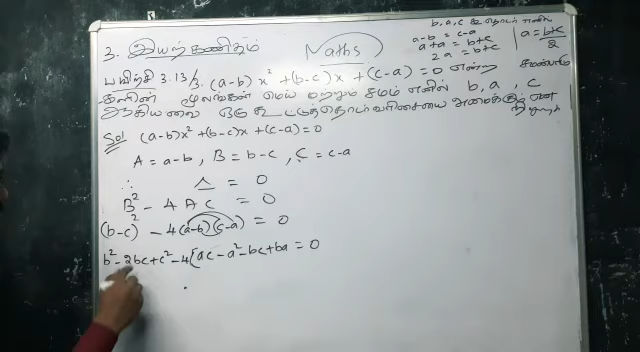 b, a, c கூ தொடர் எனில்
a-b = c-a
a+a = b+c
2a = b+c
a = b+c/2
3. இயற்கணிதம் Maths
பயிற்சி 3.13/3. (a-b)x² + (b-c)x + (c-a) = 0 என்ற சமன்பாட்
டின் மூலங்கள் மெய் மற்றும் சமம் எனில் b, a, c
ஆகியவை ஒரு கூட்டுத்தொடர்வரிசையை அமைக்கும் என
நிறுவுக
Sol (a-b)x² + (b-c)x + (c-a) = 0
A = a-b, B = b-c, C = c-a
∴ △ = 0
B² - 4AC = 0
(b-c)² - 4(a-b)(c-a) = 0
b² - 2bc + c² - 4[ac - a² - bc + ba = 0